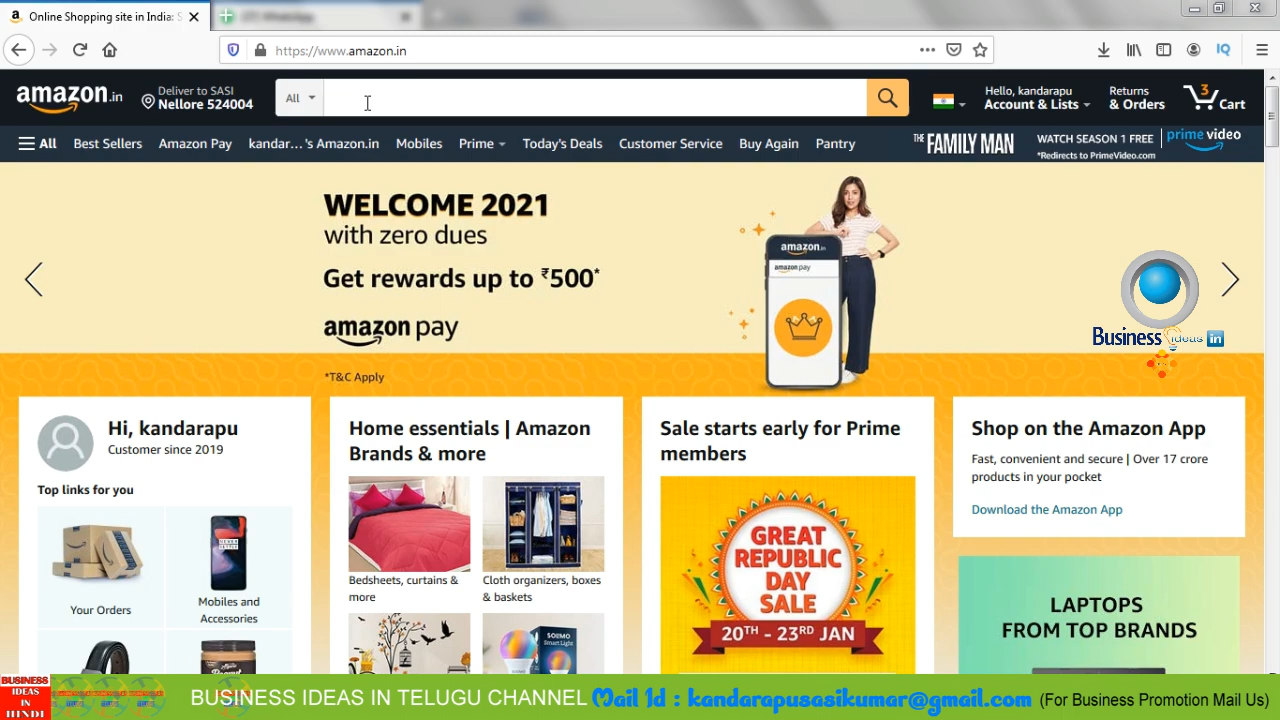 Online Shopping site in India: S
https://www.amazon.in
IQ
amazon.in
Deliver to SASI
Nellore 524004
All
Hello, kandarapu
Account & Lists
Returns
& Orders
3
Cart
All
Best Sellers
Amazon Pay
kandar... 's Amazon.in
Mobiles
Prime
Today's Deals
Customer Service
Buy Again
Pantry
THE FAMILY MAN
WATCH SEASON 1 FREE
*Redirects to PrimeVideo.com
prime video
WELCOME 2021
with zero dues
Get rewards up to ₹500*
amazon pay
*T&C Apply
amazon.in
amazon pay
Business ideas in
Hi, kandarapu
Customer since 2019
Top links for you
Your Orders
Mobiles and
Accessories
Home essentials | Amazon
Brands & more
Bedsheets, curtains &
more
Cloth organizers, boxes
& baskets
Sale starts early for Prime
members
GREAT
REPUBLIC
DAY
SALE
20TH - 23RD JAN
Shop on the Amazon App
Fast, convenient and secure | Over 17 crore
products in your pocket
Download the Amazon App
LAPTOPS
FROM TOP BRANDS
BUSINESS
IDEAS
IN
HINDI
BUSINESS IDEAS IN TELUGU CHANNEL
Mail Id : kandarapusasikumar@gmail.com
(For Business Promotion Mail Us)